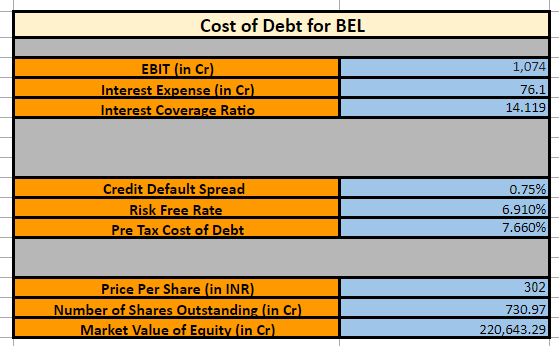 Cost of Debt for BEL
EBIT (in Cr) 1,074
Interest Expense (in Cr) 76.1
Interest Coverage Ratio 14.119
Credit Default Spread 0.75%
Risk Free Rate 6.910%
Pre Tax Cost of Debt 7.660%
Price Per Share (in INR) 302
Number of Shares Outstanding (in Cr) 730.97
Market Value of Equity (in Cr) 220,643.29